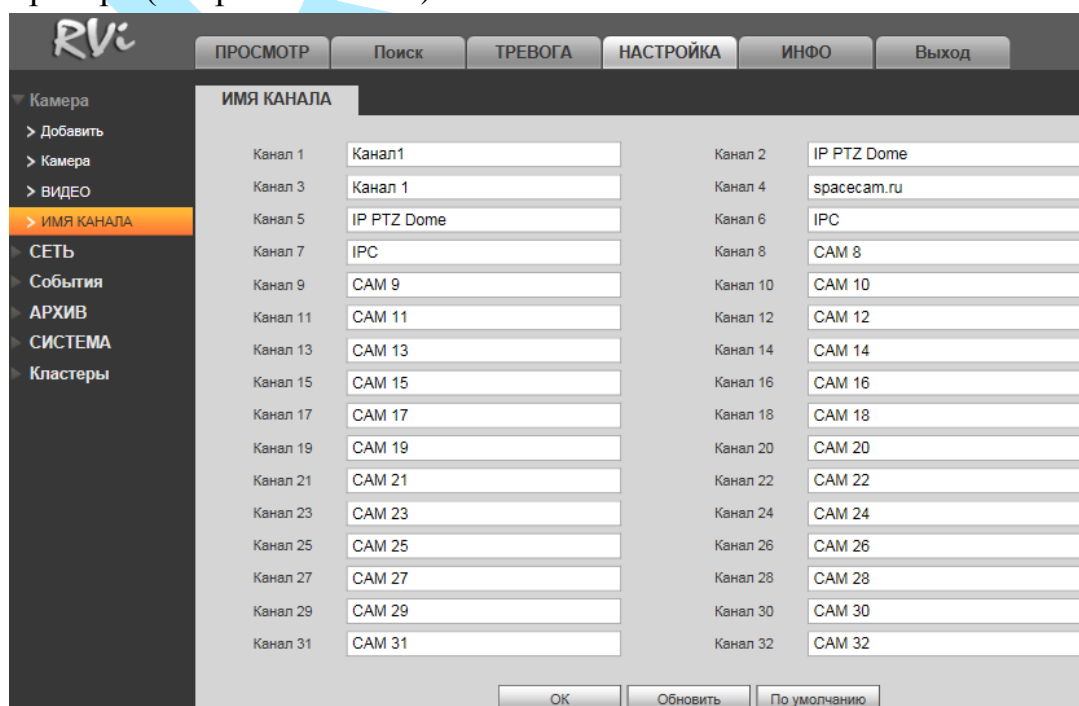 RVi
ПРОСМОТР Поиск ТРЕВОГА НАСТРОЙКА ИНФО Выход
Камера
> Добавить
> Камера
> ВИДЕО
> ИМЯ КАНАЛА
СЕТЬ
События
АРХИВ
СИСТЕМА
Кластеры
ИМЯ КАНАЛА
Канал 1 Канал1 Канал 2 IP PTZ Dome
Канал 3 Канал 1 Канал 4 spacecam.ru
Канал 5 IP PTZ Dome Канал 6 IPC
Канал 7 IPC Канал 8 CAM 8
Канал 9 CAM 9 Канал 10 CAM 10
Канал 11 CAM 11 Канал 12 CAM 12
Канал 13 CAM 13 Канал 14 CAM 14
Канал 15 CAM 15 Канал 16 CAM 16
Канал 17 CAM 17 Канал 18 CAM 18
Канал 19 CAM 19 Канал 20 CAM 20
Канал 21 CAM 21 Канал 22 CAM 22
Канал 23 CAM 23 Канал 24 CAM 24
Канал 25 CAM 25 Канал 26 CAM 26
Канал 27 CAM 27 Канал 28 CAM 28
Канал 29 CAM 29 Канал 30 CAM 30
Канал 31 CAM 31 Канал 32 CAM 32
OK Обновить По умолчанию